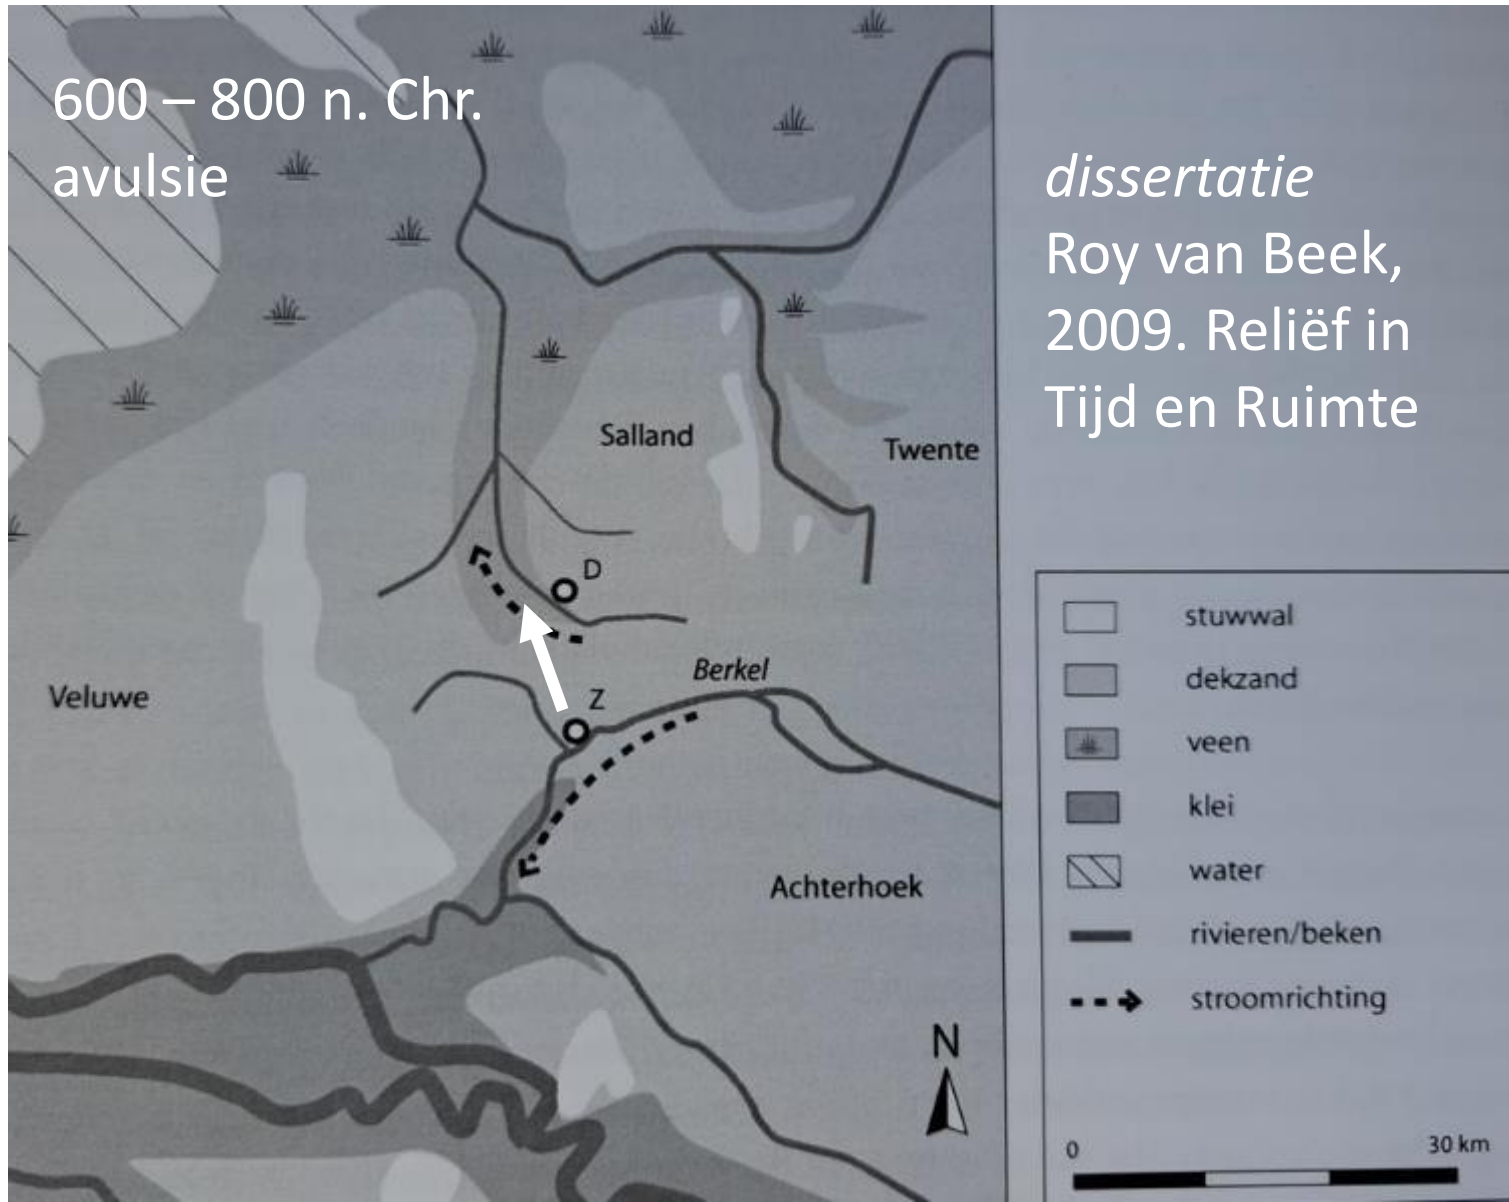 600 – 800 n. Chr.
avulsie
dissertatie
Roy van Beek,
2009. Reliëf in
Tijd en Ruimte
Salland
Twente
D
Berkel
Z
Veluwe
Achterhoek
N
stuwwal
dekzand
veen
klei
water
rivieren/beken
stroomrichting
0
30 km